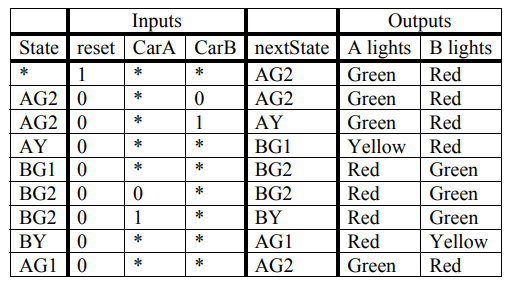 Inputs Outputs
State reset CarA CarB nextState A lights B lights
* 1 * * AG2 Green Red
AG2 0 * 0 AG2 Green Red
AG2 0 * 1 AY Green Red
AY 0 * * BG1 Yellow Red
BG1 0 * * BG2 Red Green
BG2 0 0 * BG2 Red Green
BG2 0 1 * BY Red Green
BY 0 * * AG1 Red Yellow
AG1 0 * * AG2 Green Red